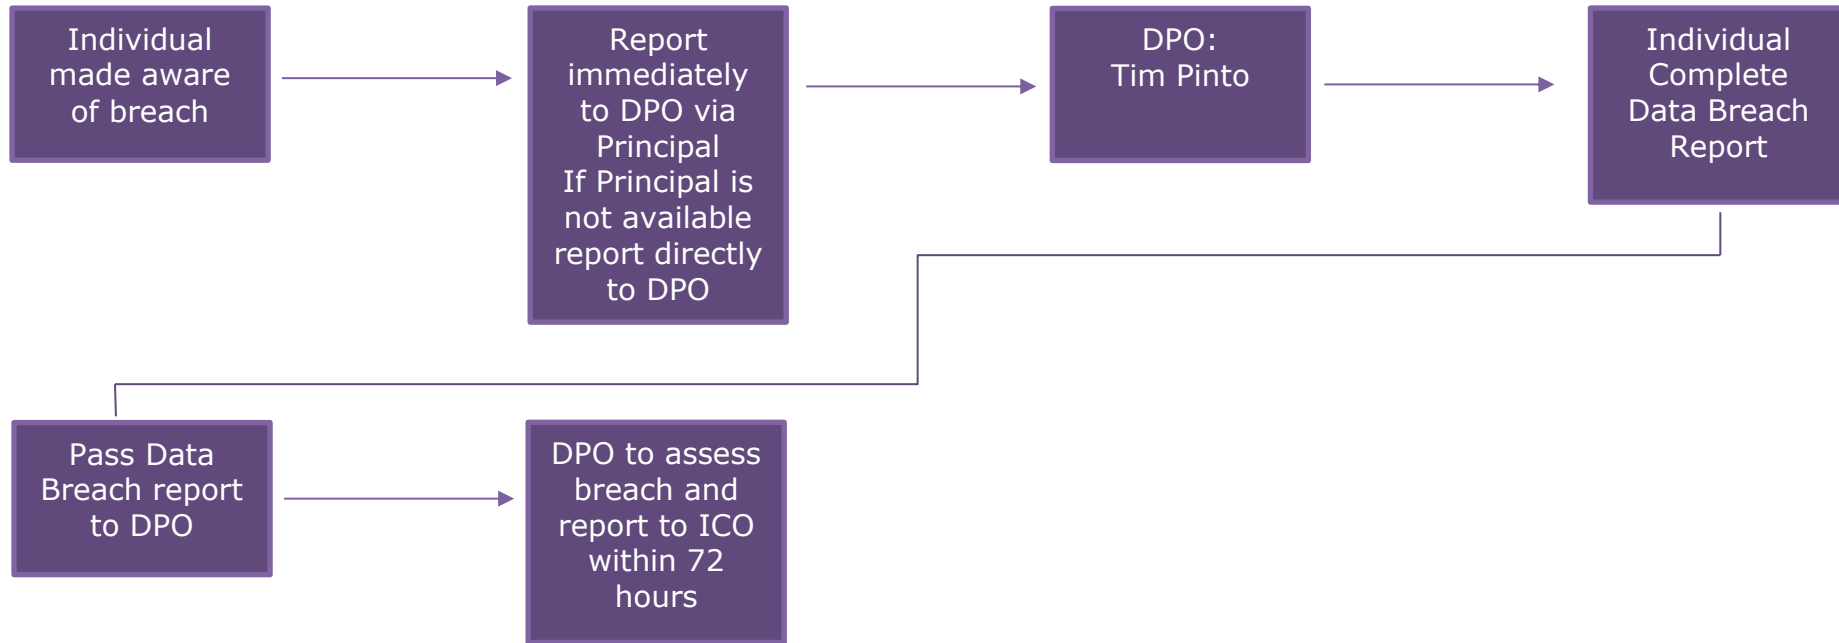 Individual
made aware
of breach
Report
immediately
to DPO via
Principal
If Principal is
not available
report directly
to DPO
DPO:
Tim Pinto
Individual
Complete
Data Breach
Report
Pass Data
Breach report
to DPO
DPO to assess
breach and
report to ICO
within 72
hours